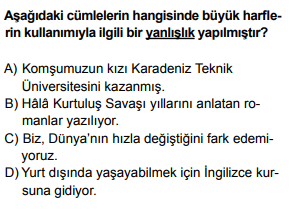 Aşağıdaki cümlelerin hangisinde büyük harfle-
rin kullanımıyla ilgili bir yanlışlık yapılmıştır?
A) Komşumuzun kızı Karadeniz Teknik
Üniversitesini kazanmış.
B) Hâlâ Kurtuluş Savaşı yıllarını anlatan ro-
manlar yazılıyor.
C) Biz, Dünya'nın hızla değiştiğini fark edemi-
yoruz.
D) Yurt dışında yaşayabilmek için İngilizce kur-
suna gidiyor.